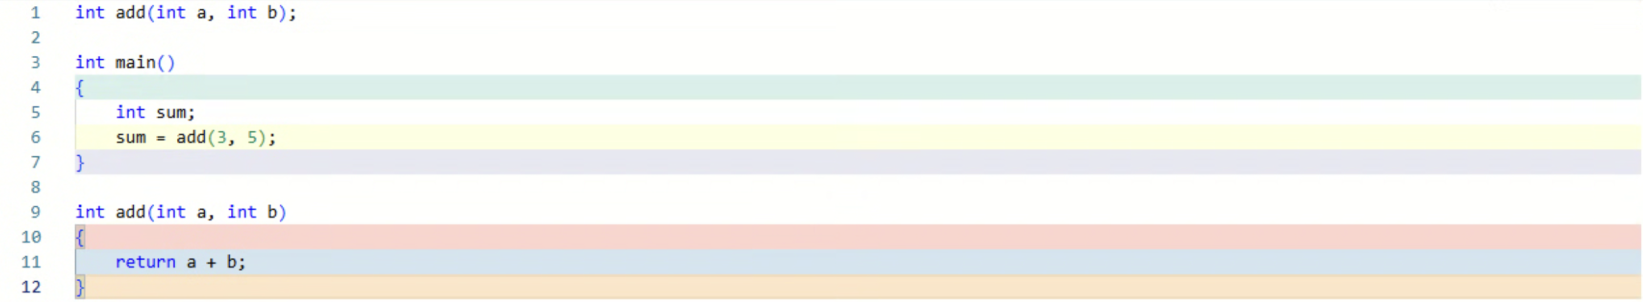 1 int add(int a, int b);
2
3 int main()
4 {
5     int sum;
6     sum = add(3, 5);
7 }
8
9 int add(int a, int b)
10 {
11     return a + b;
12 }